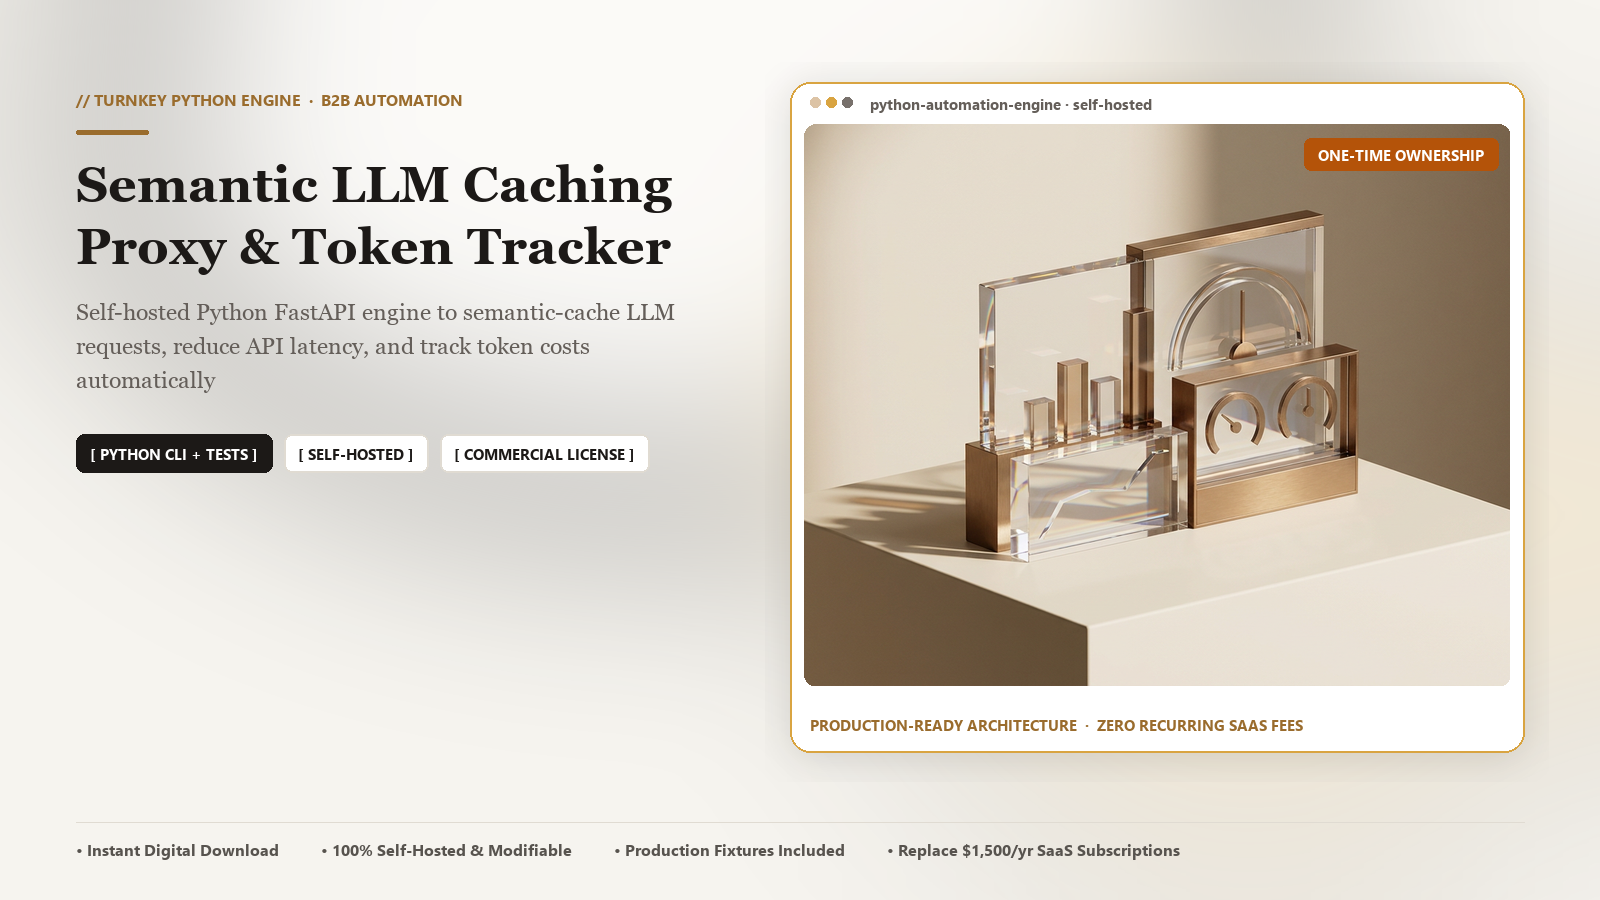 // TURNKEY PYTHON ENGINE · B2B AUTOMATION
Semantic LLM Caching
Proxy & Token Tracker
Self-hosted Python FastAPI engine to semantic-cache LLM
requests, reduce API latency, and track token costs
automatically
[ PYTHON CLI + TESTS ] [ SELF-HOSTED ] [ COMMERCIAL LICENSE ]
python-automation-engine · self-hosted
ONE-TIME OWNERSHIP
PRODUCTION-READY ARCHITECTURE · ZERO RECURRING SAAS FEES
• Instant Digital Download • 100% Self-Hosted & Modifiable • Production Fixtures Included • Replace $1,500/yr SaaS Subscriptions